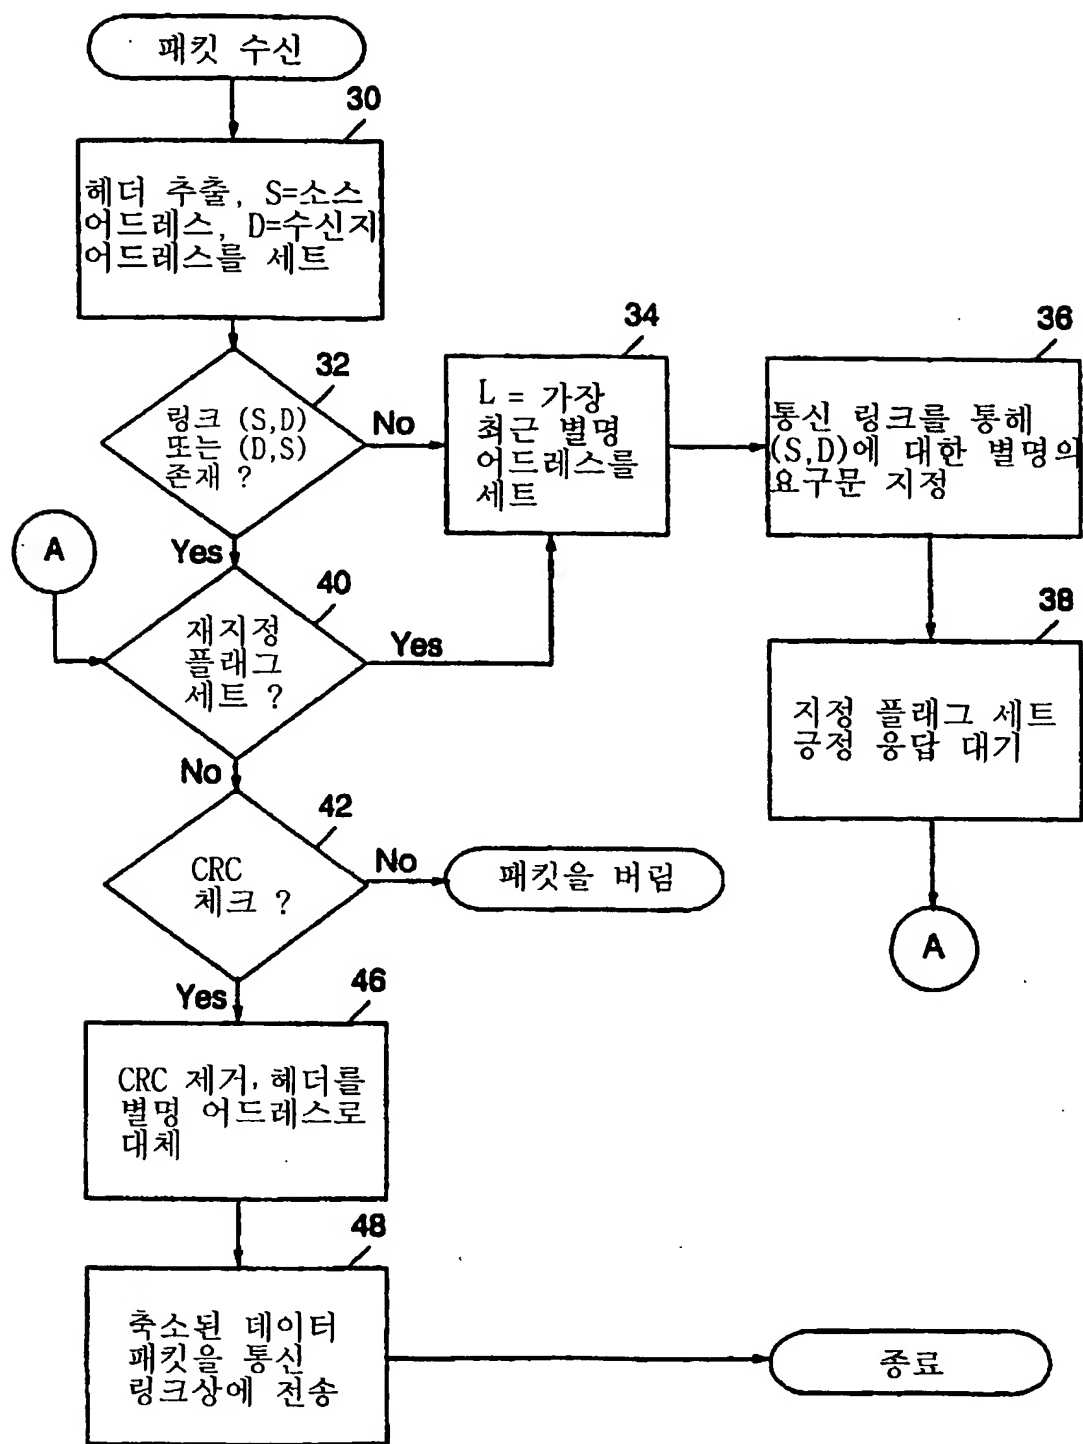 패킷 수신
30
헤더 추출, S=소스
어드레스, D=수신지
어드레스를 세트
32
링크 (S,D)
또는 (D,S)
존재 ?
No
Yes
34
L = 가장
최근 별명
어드레스를
세트
36
통신 링크를 통해
(S,D)에 대한 별명의
요구문 지정
38
지정 플래그 세트
긍정 응답 대기
A
A
40
재지정
플래그
세트 ?
Yes
No
42
CRC
체크 ?
No
패킷을 버림
Yes
46
CRC 제거, 헤더를
별명 어드레스로
대체
48
축소된 데이터
패킷을 통신
링크상에 전송
종료